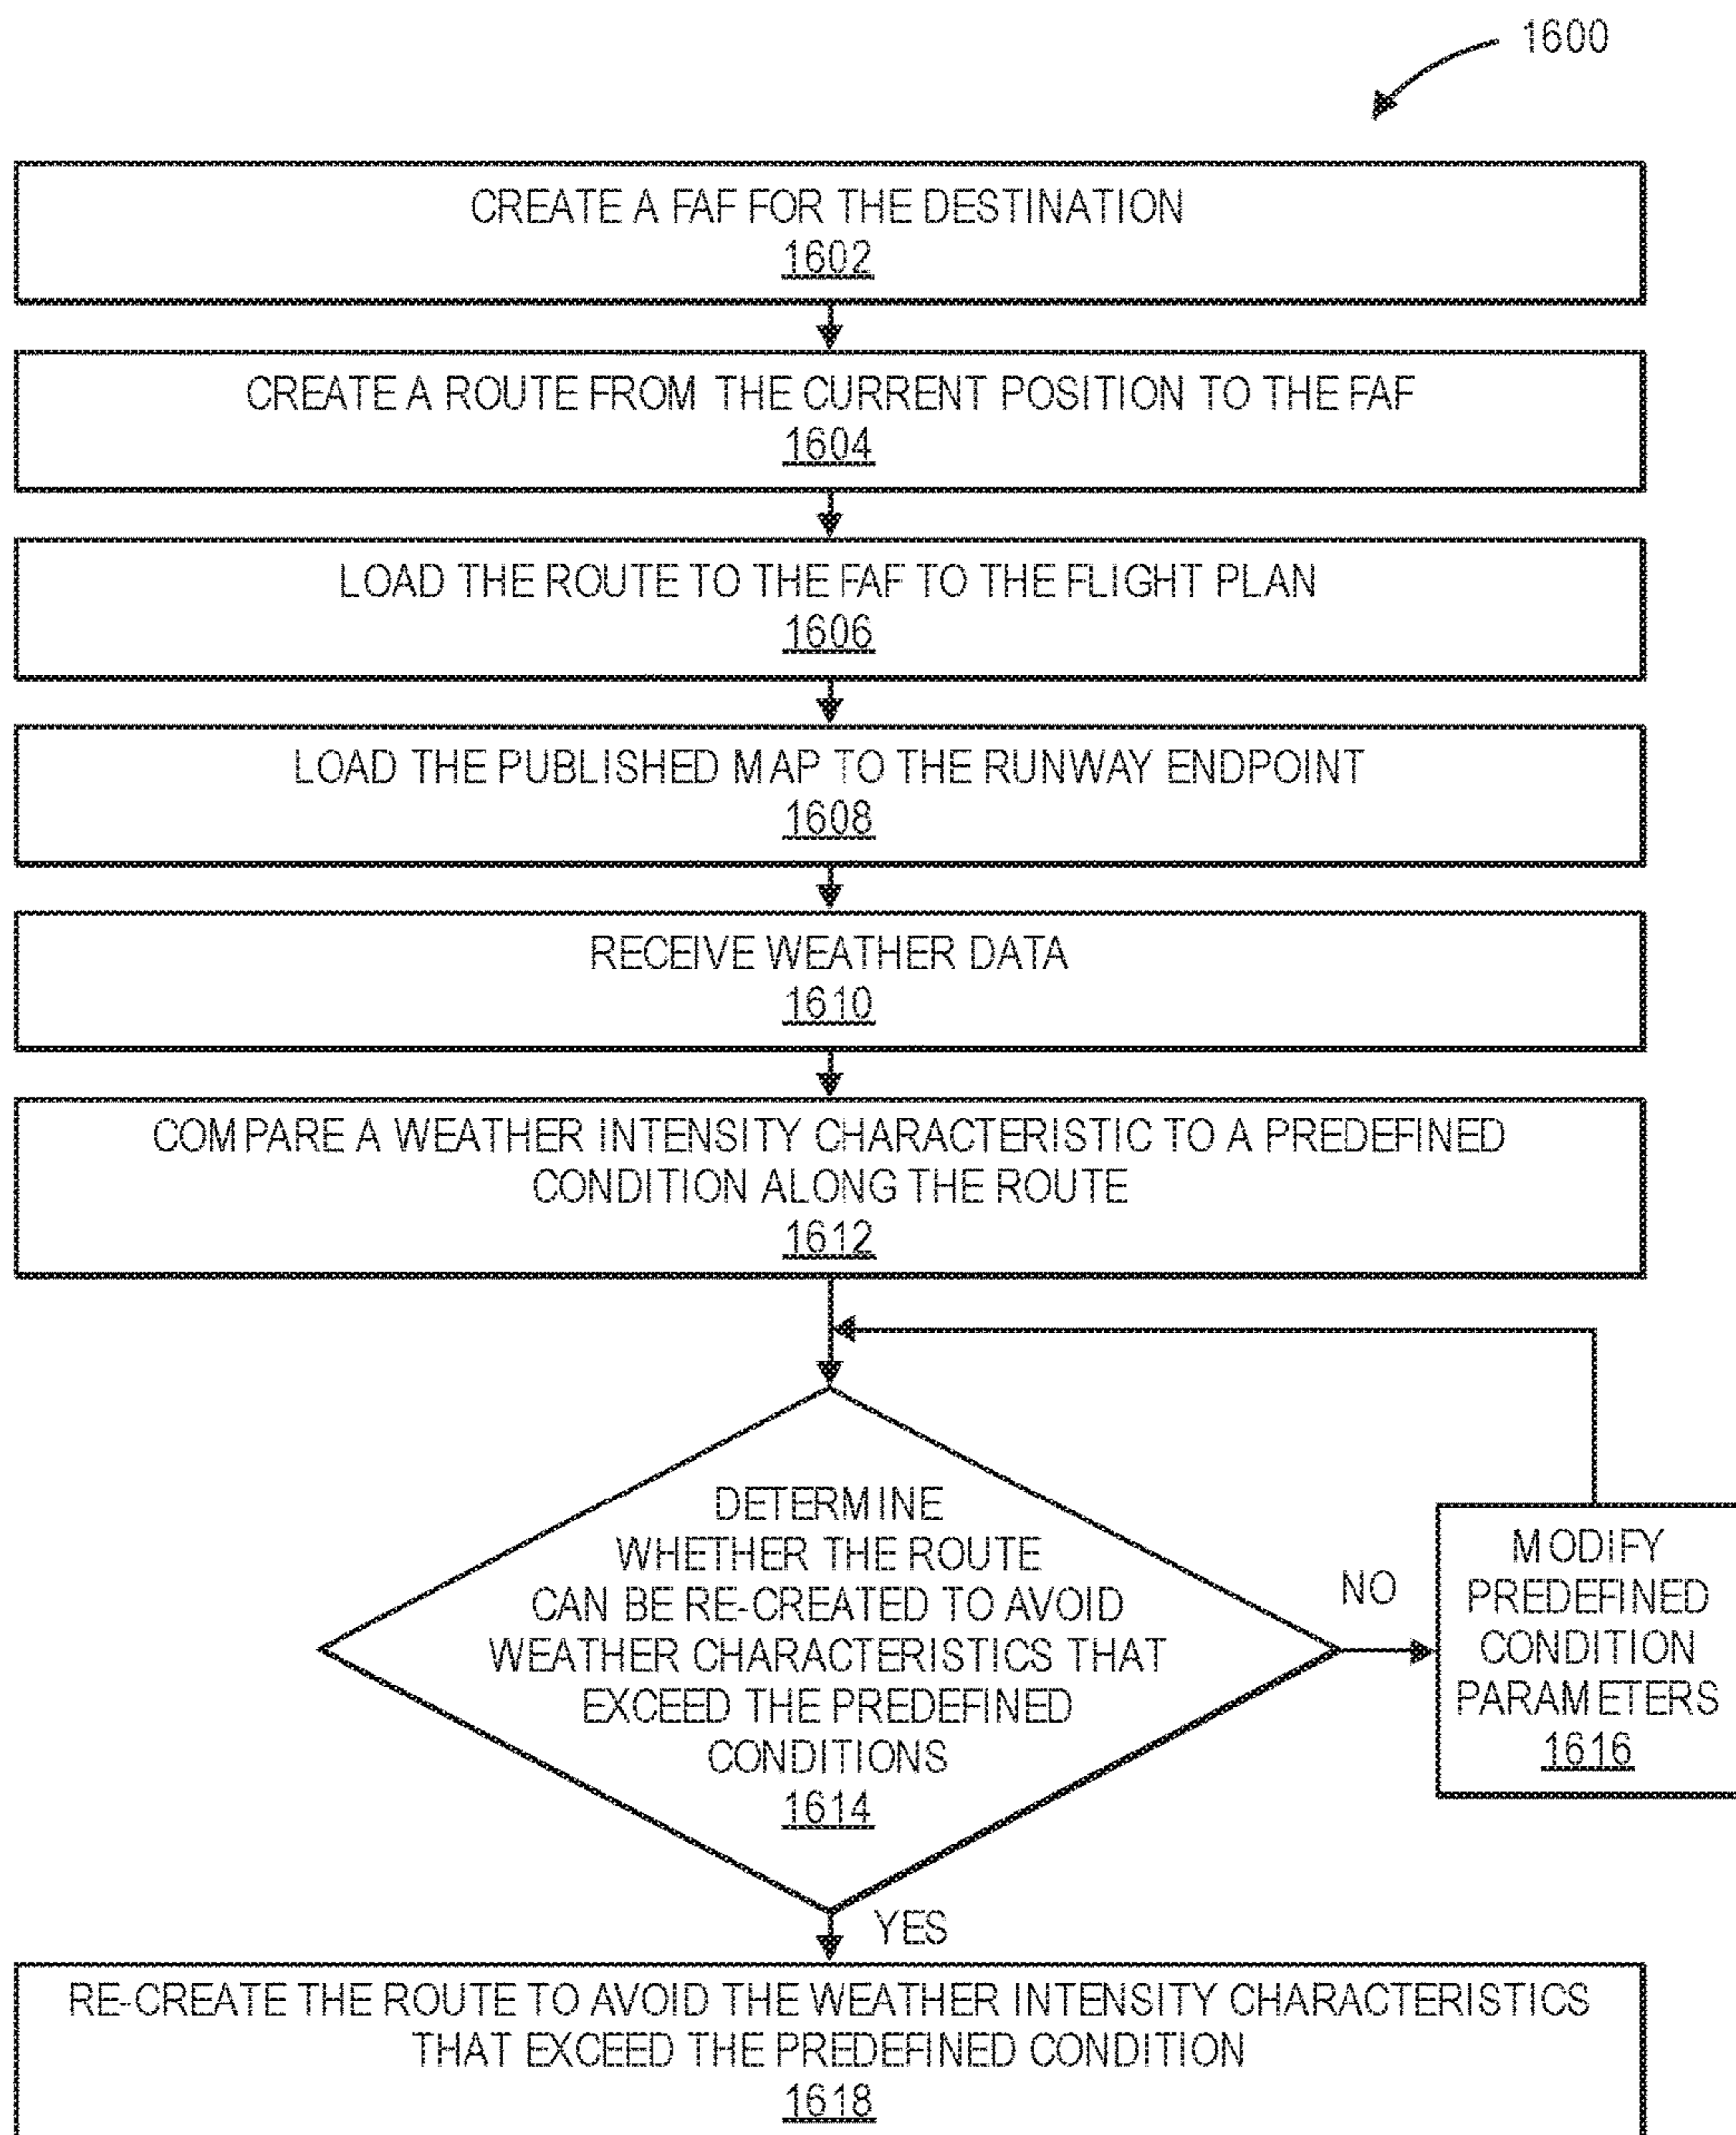 1600
CREATE A FAF FOR THE DESTINATION
1602
CREATE A ROUTE FROM THE CURRENT POSITION TO THE FAF
1604
LOAD THE ROUTE TO THE FAF TO THE FLIGHT PLAN
1606
LOAD THE PUBLISHED MAP TO THE RUNWAY ENDPOINT
1608
RECEIVE WEATHER DATA
1610
COMPARE A WEATHER INTENSITY CHARACTERISTIC TO A PREDEFINED
CONDITION ALONG THE ROUTE
1612
DETERMINE
WHETHER THE ROUTE
CAN BE RE-CREATED TO AVOID
WEATHER CHARACTERISTICS THAT
EXCEED THE PREDEFINED
CONDITIONS
1614
NO
MODIFY
PREDEFINED
CONDITION
PARAMETERS
1616
YES
RE-CREATE THE ROUTE TO AVOID THE WEATHER INTENSITY CHARACTERISTICS
THAT EXCEED THE PREDEFINED CONDITION
1618